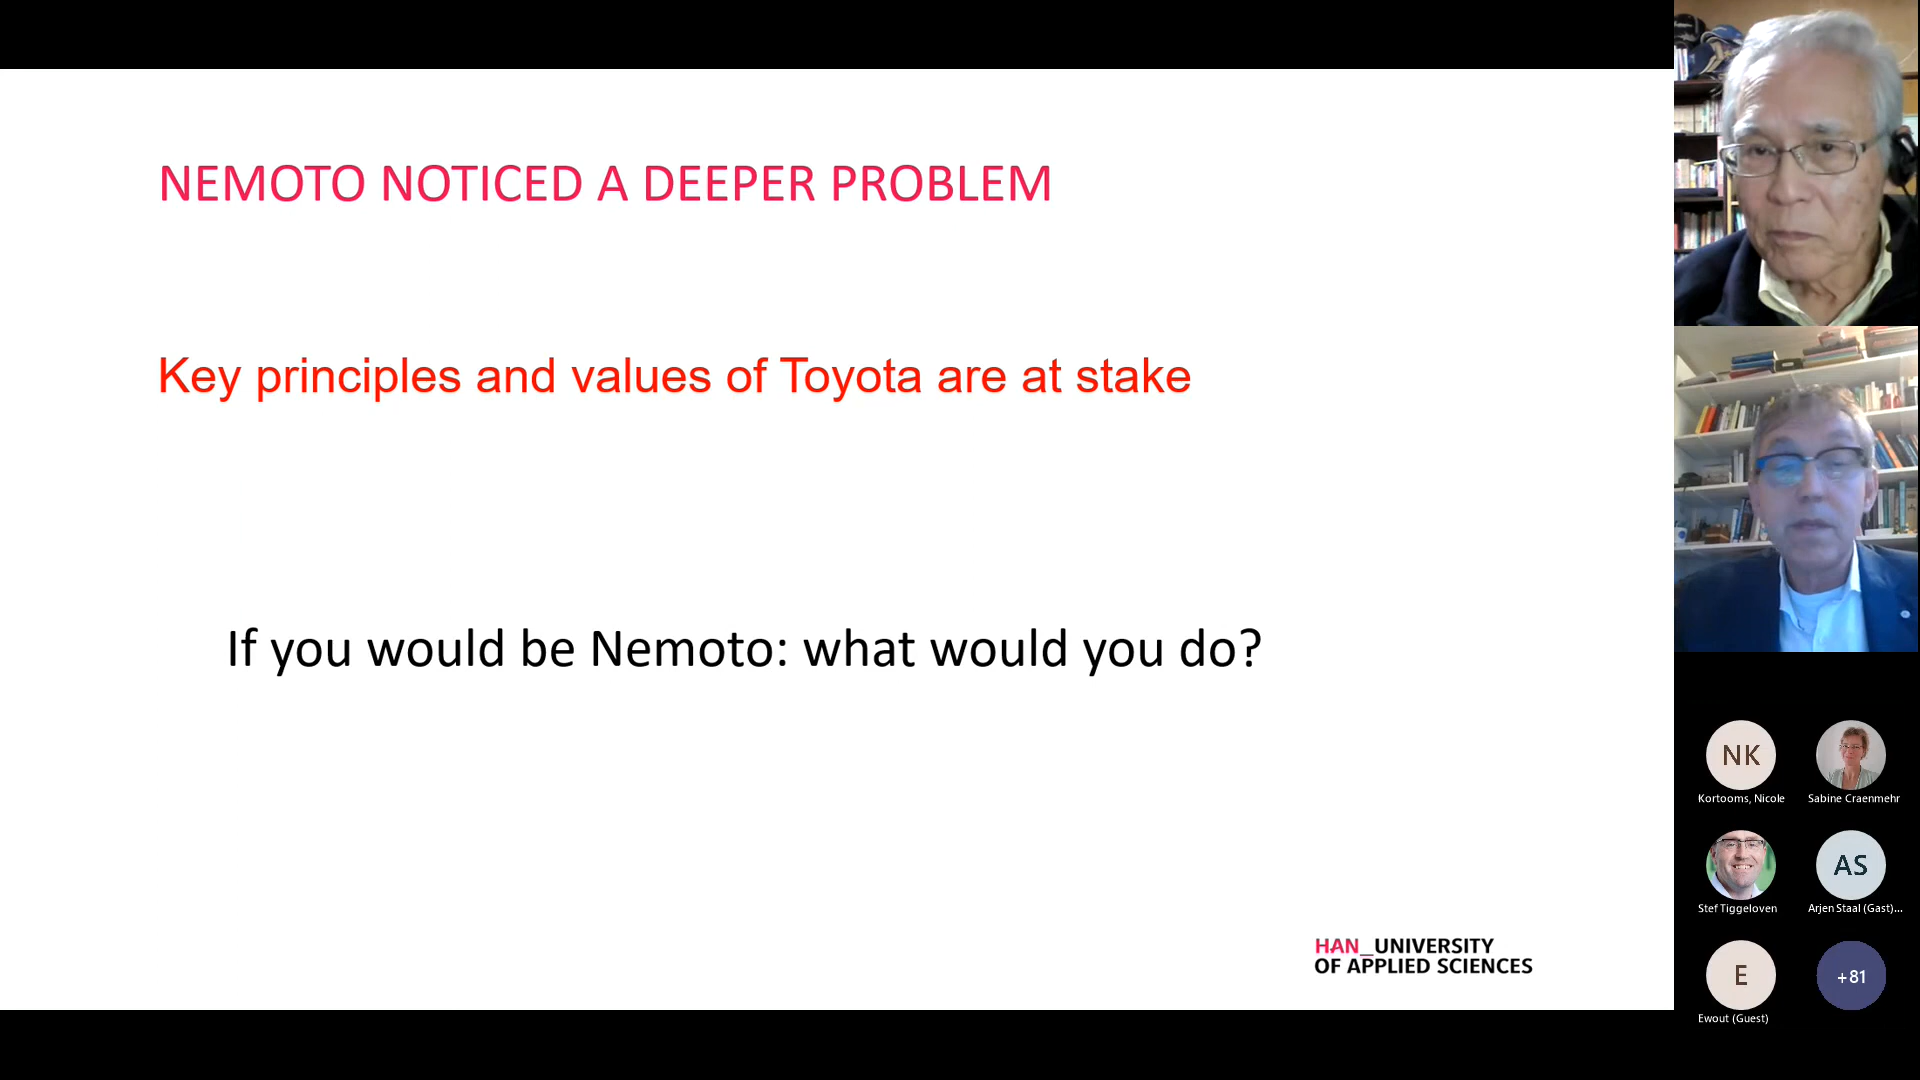 NEMOTO NOTICED A DEEPER PROBLEM
Key principles and values of Toyota are at stake
If you would be Nemoto: what would you do?
HAN_UNIVERSITY
OF APPLIED SCIENCES
NK
Kortooms, Nicole
Sabine Craenmehr
Stef Tiggeloven
AS
Arjen Staal (Gast)...
E
Ewout (Guest)
+81